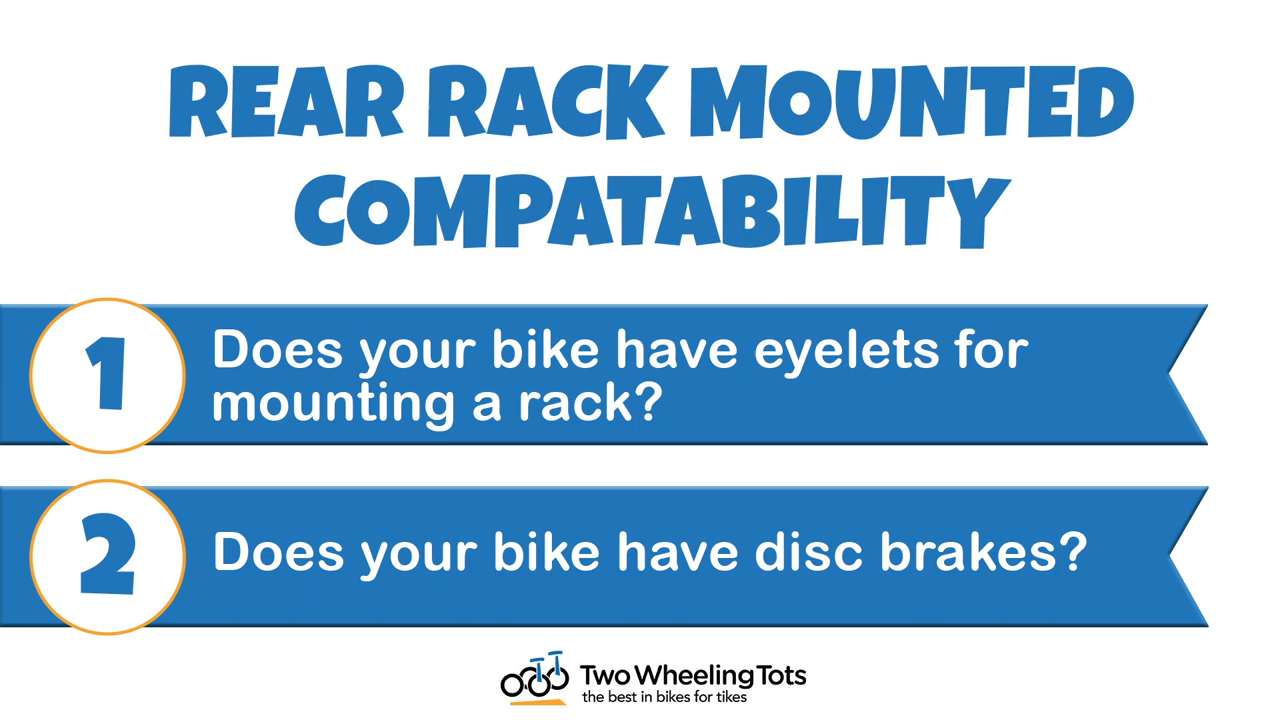 REAR RACK MOUNTED
COMPATABILITY
1
Does your bike have eyelets for
mounting a rack?
2
Does your bike have disc brakes?
Two Wheeling Tots
the best in bikes for tikes